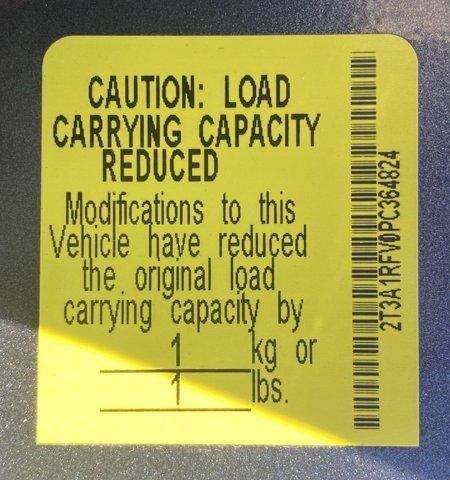 CAUTION: LOAD
CARRYING CAPACITY
REDUCED
Modifications to this
Vehicle have reduced
the original load
carrying capacity by
1 kg or
1 lbs.
2T3A1RFV0PC364824